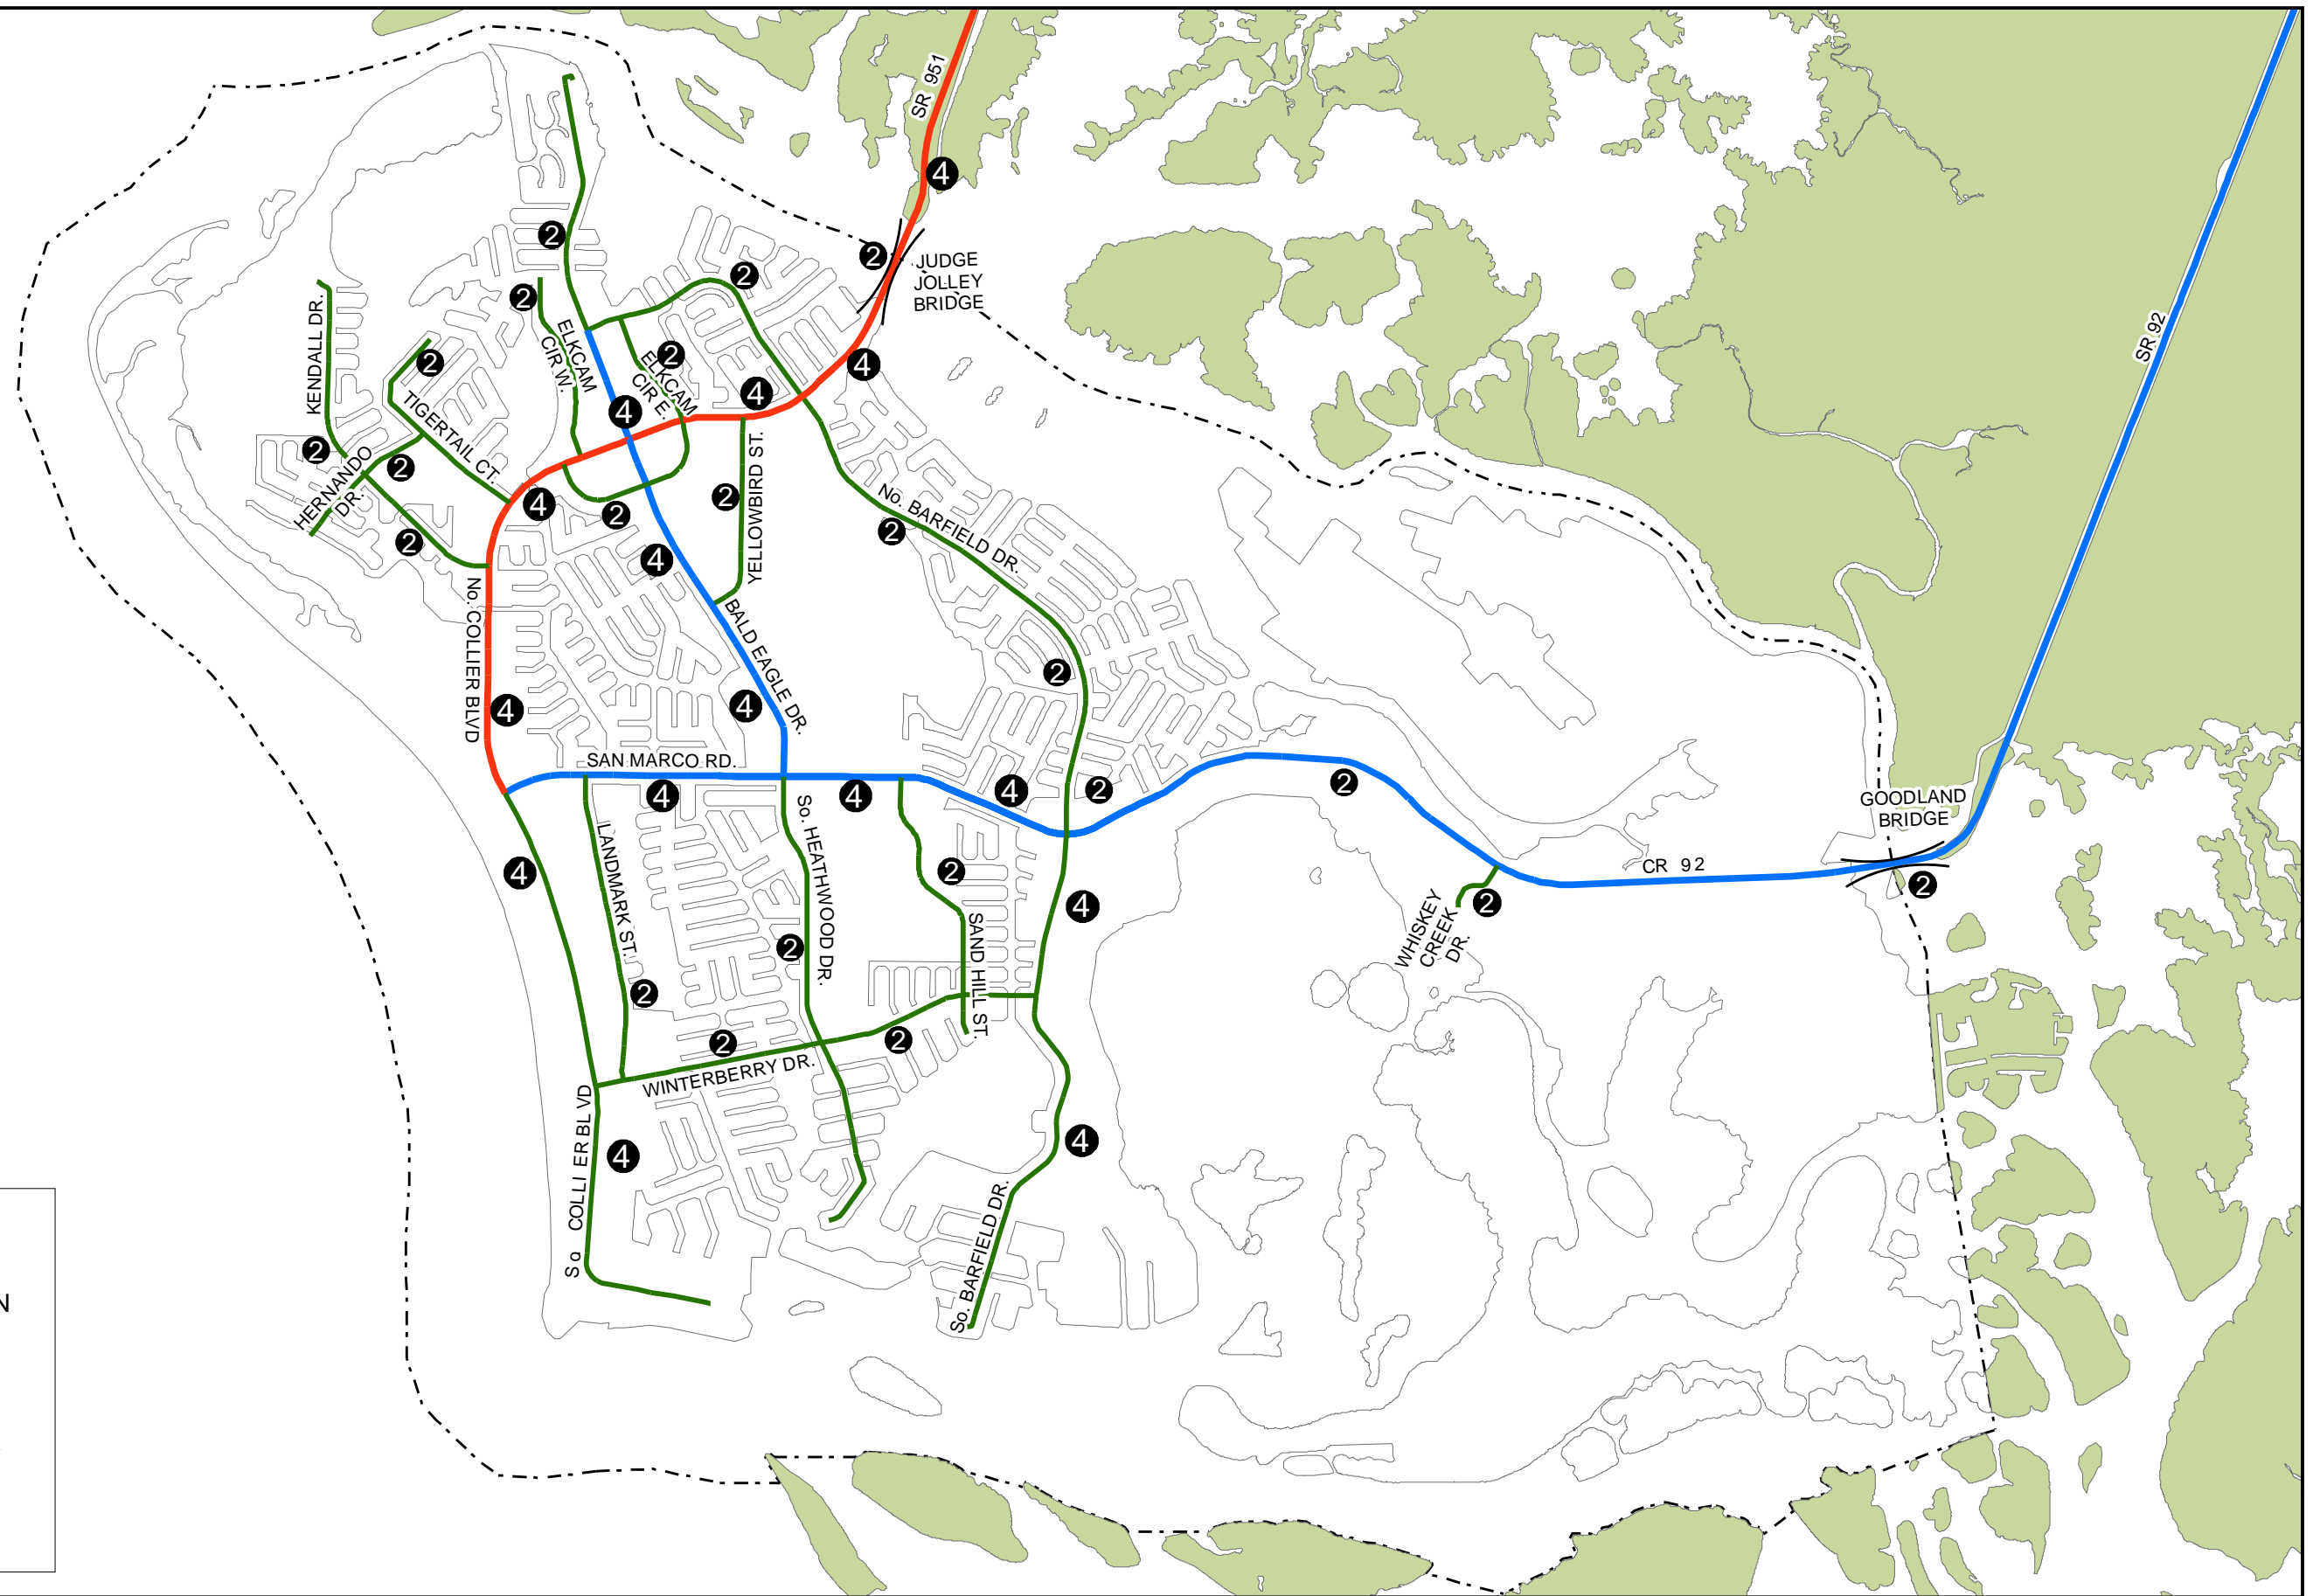 SR 951
4
2
2
JUDGE
JOLLEY
BRIDGE
2
2
KENDALL DR.
ELKCAM
CIR W.
2
ELKCAM
CIR E.
2
4
4
4
SR 92
TIGERTAIL CT.
2
HERNANDO
DR.
2
4
2
2
YELLOWBIRD ST.
No. BARFIELD DR.
2
2
4
No. COLLIER BLVD
BALD EAGLE DR.
2
4
4
SAN MARCO RD.
4
4
4
2
2
GOODLAND
BRIDGE
CR 92
2
4
LANDMARK ST.
So. HEATHWOOD DR.
2
4
WHISKEY
CREEK
DR.
2
2
SAND HILL ST.
2
2
2
WINTERBERRY DR.
So COLLIER BLVD
4
4
So. BARFIELD DR.
N